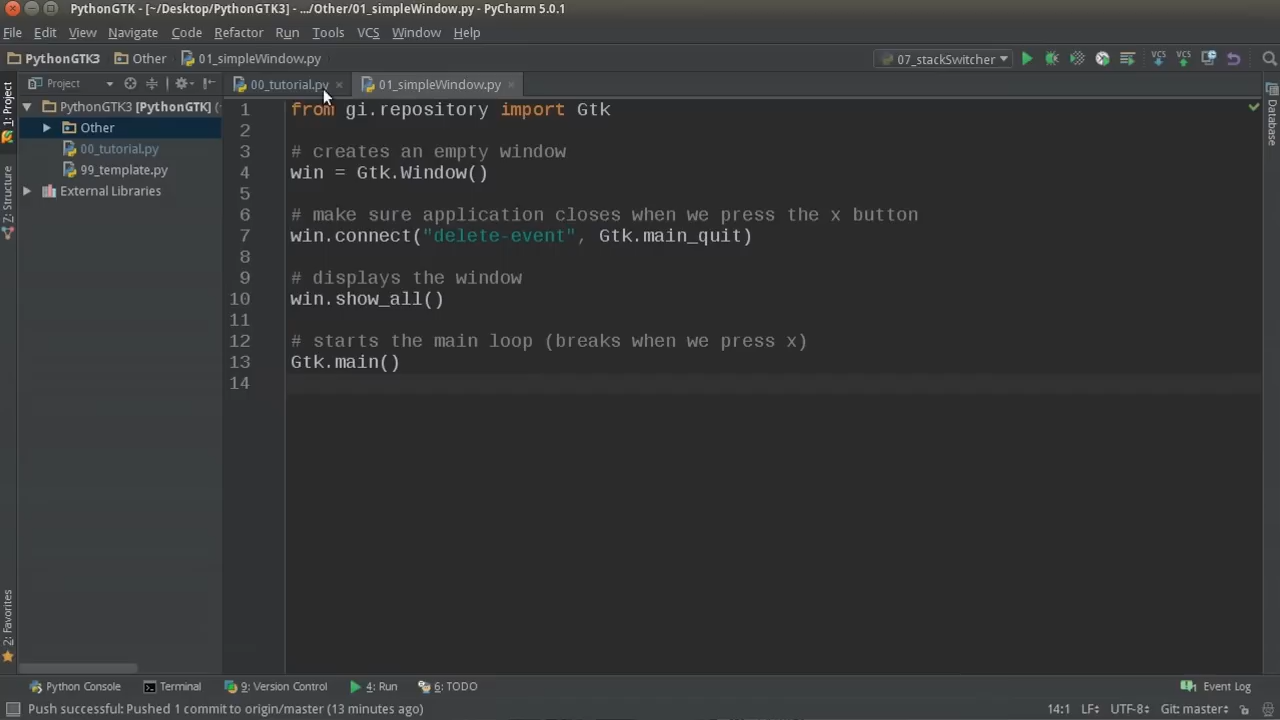 PythonGTK - [~/Desktop/PythonGTK3] - .../Other/01_simpleWindow.py - PyCharm 5.0.1
File Edit View Navigate Code Refactor Run Tools VCS Window Help
PythonGTK3 Other 01_simpleWindow.py 07_stackSwitcher VCS VCS
Project 00_tutorial.py 01_simpleWindow.py
1: Project
Z: Structure
2: Favorites
PythonGTK3 [PythonGTK] (
Other
00_tutorial.py
99_template.py
External Libraries
1 from gi.repository import Gtk
2
3 # creates an empty window
4 win = Gtk.Window()
5
6 # make sure application closes when we press the x button
7 win.connect("delete-event", Gtk.main_quit)
8
9 # displays the window
10 win.show_all()
11
12 # starts the main loop (breaks when we press x)
13 Gtk.main()
14
Database
Python Console Terminal 9: Version Control 4: Run 6: TODO Event Log
Push successful: Pushed 1 commit to origin/master (13 minutes ago) 14:1 LF÷ UTF-8÷ Git: master÷